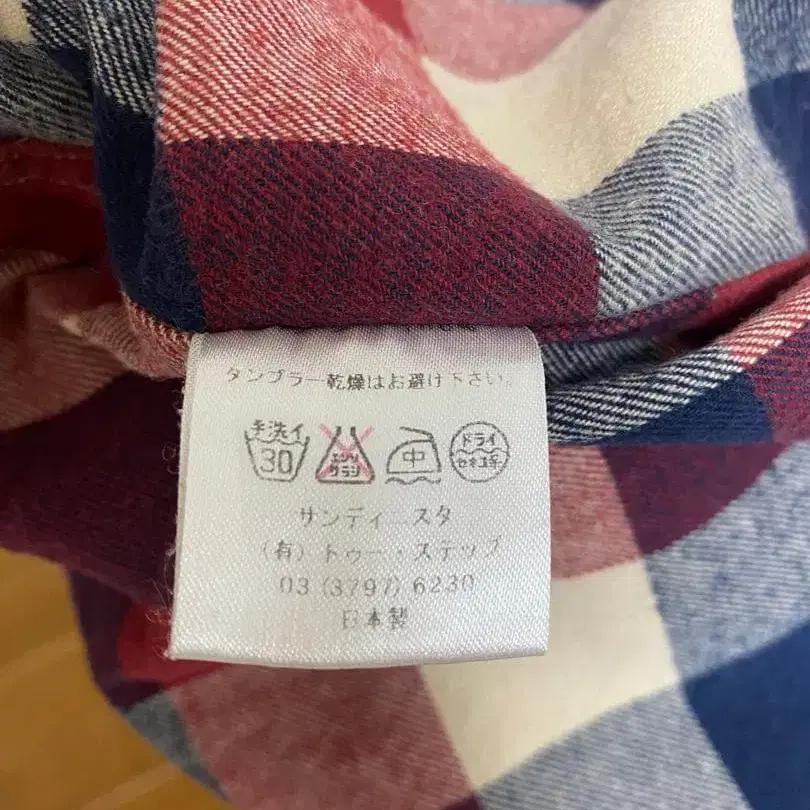 タンブラー乾燥はお避け下さい。
手洗イ 30 エンソ サラシ 中 ドライ セキユ系
サンディニスタ
(有)トゥー・ステップ
03 (3797) 6230
日本製